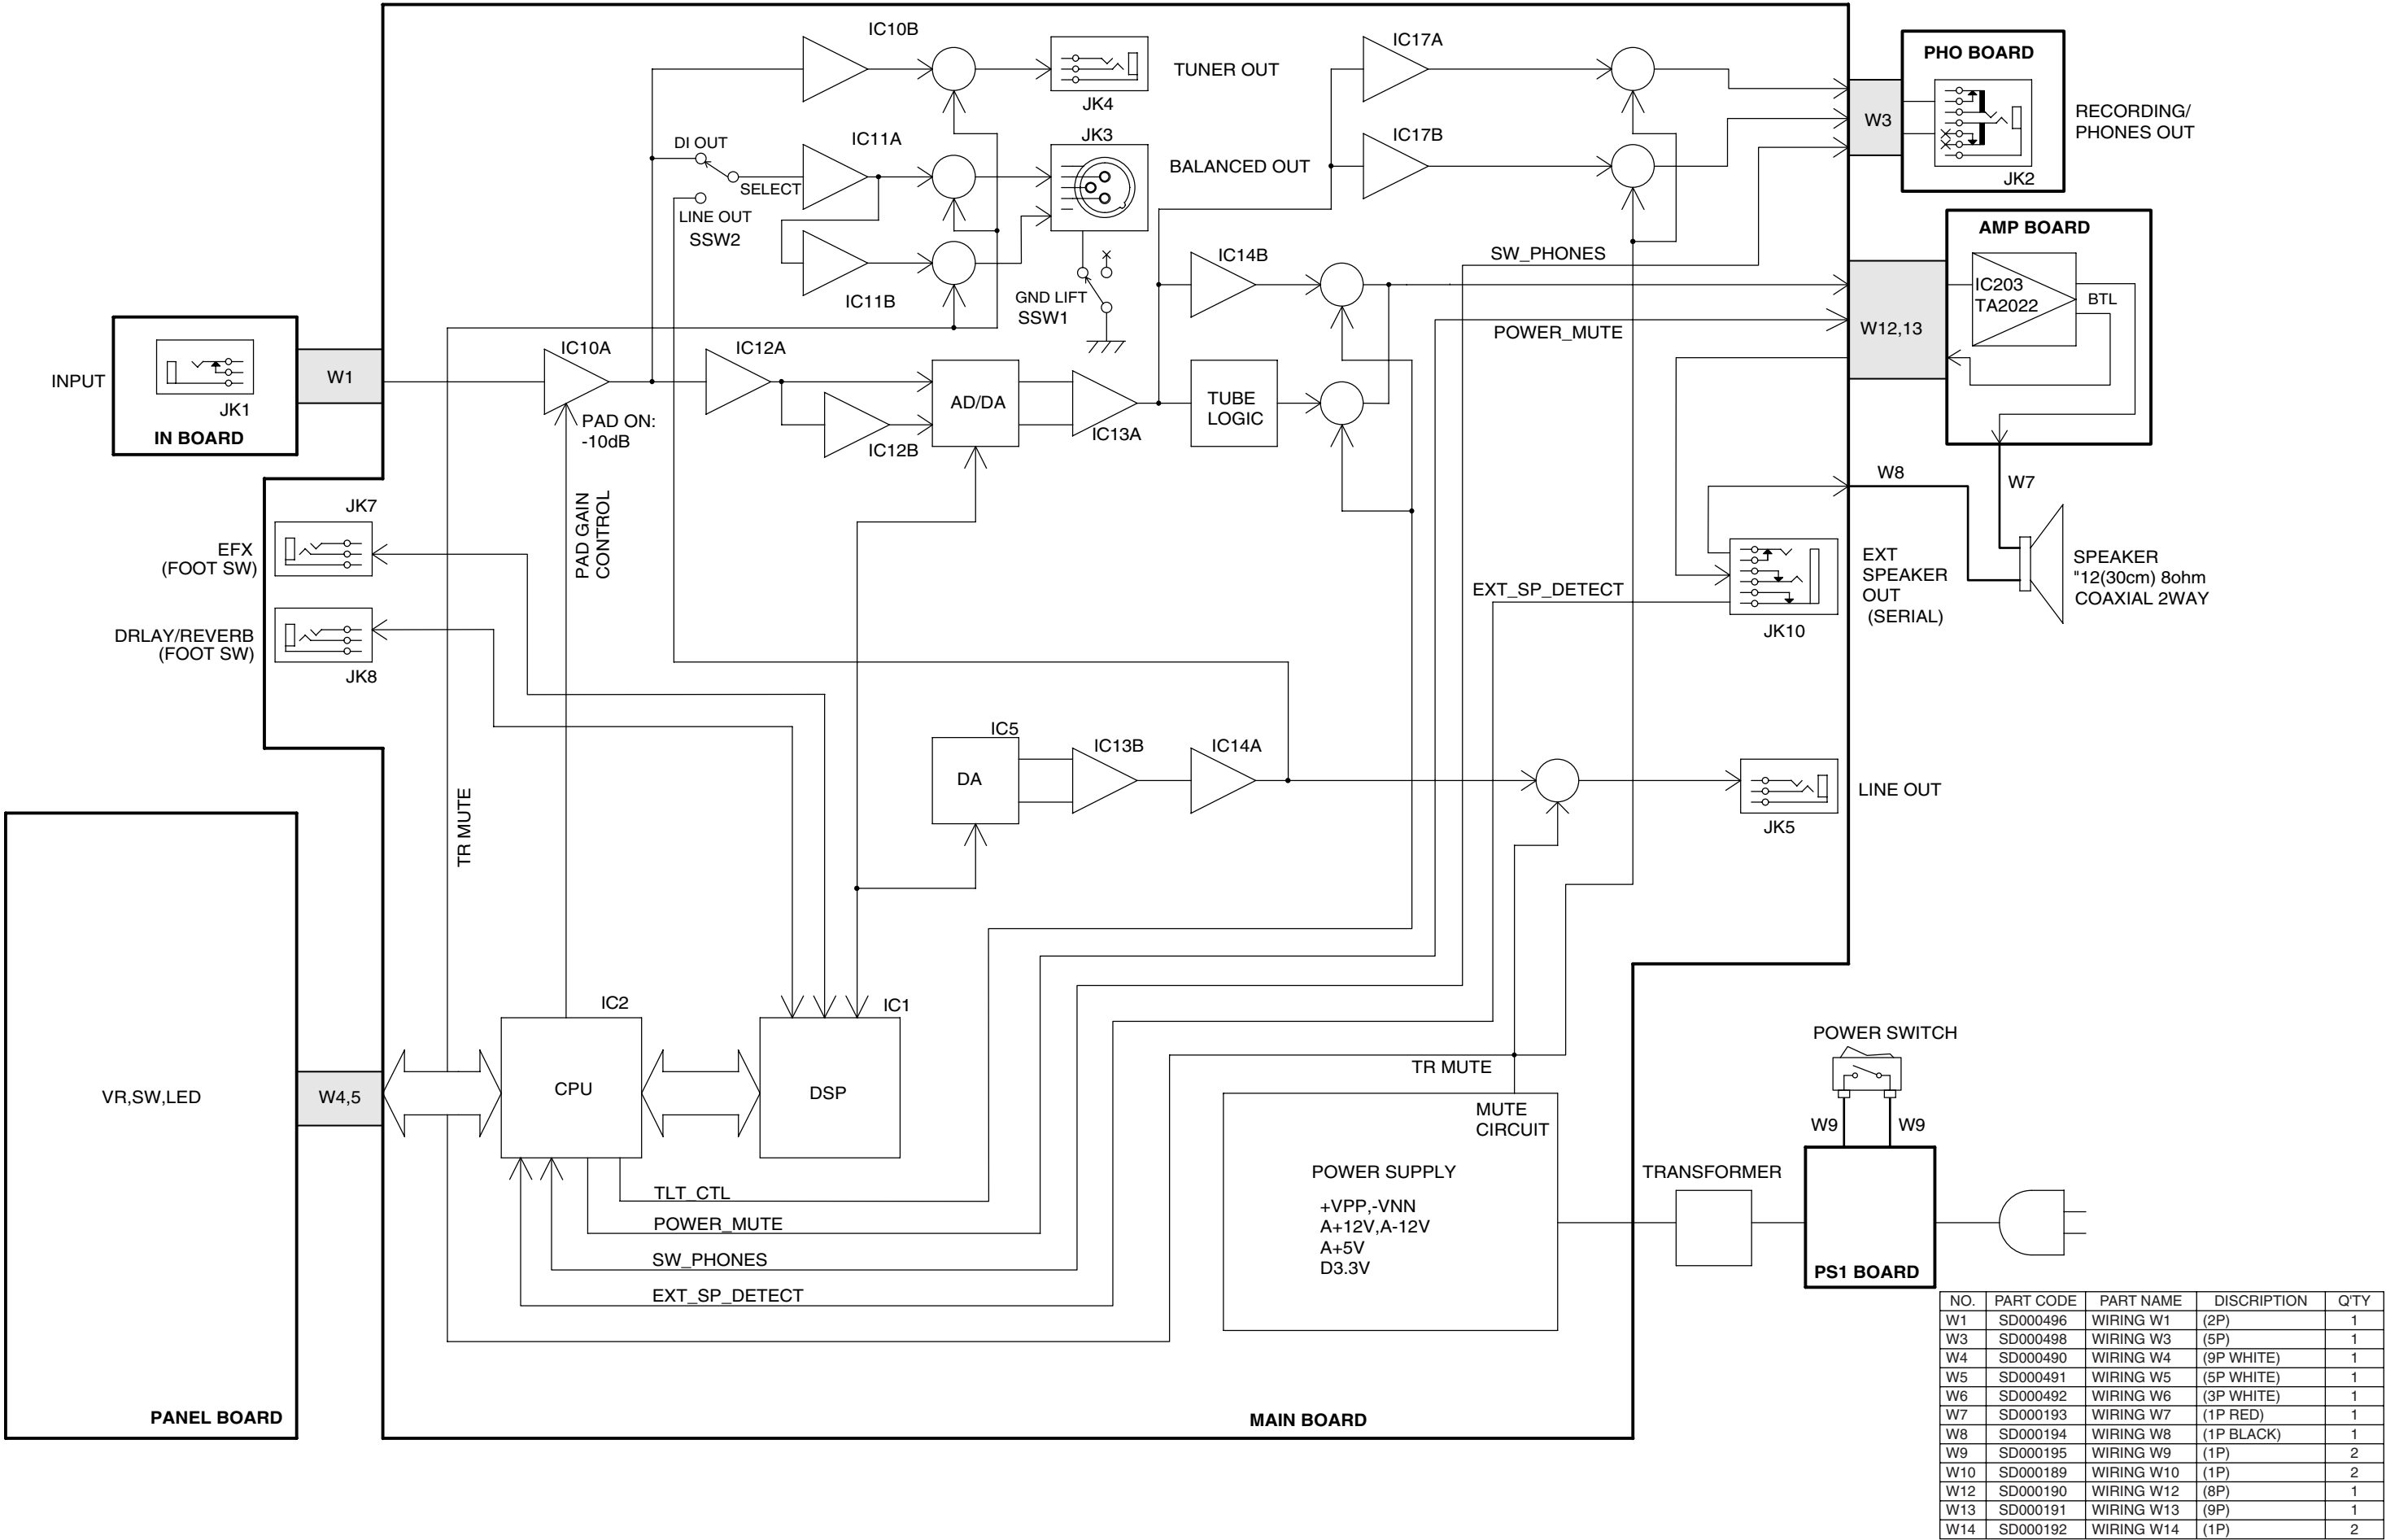 IC10B
IC17A
PHO BOARD
TUNER OUT
JK4
RECORDING/
PHONES OUT
W3
JK2
DI OUT
IC11A
JK3
IC17B
BALANCED OUT
SELECT
LINE OUT
SSW2
IC11B
GND LIFT
SSW1
IC14B
SW_PHONES
AMP BOARD
IC203
TA2022
BTL
POWER_MUTE
W12,13
INPUT
JK1
IN BOARD
W1
IC10A
PAD ON:
-10dB
IC12A
IC12B
AD/DA
IC13A
TUBE
LOGIC
W8
W7
JK7
EFX
(FOOT SW)
PAD GAIN
CONTROL
DRLAY/REVERB
(FOOT SW)
JK8
EXT_SP_DETECT
EXT
SPEAKER
OUT
(SERIAL)
JK10
SPEAKER
"12(30cm) 8ohm
COAXIAL 2WAY
IC5
DA
IC13B
IC14A
LINE OUT
JK5
TR MUTE
IC2
CPU
IC1
DSP
VR,SW,LED
W4,5
PANEL BOARD
TR MUTE
MUTE
CIRCUIT
POWER SUPPLY
+VPP,-VNN
A+12V,A-12V
A+5V
D3.3V
TLT_CTL
POWER_MUTE
SW_PHONES
EXT_SP_DETECT
MAIN BOARD
POWER SWITCH
W9 W9
TRANSFORMER
PS1 BOARD
NO. PART CODE PART NAME DISCRIPTION Q'TY
W1 SD000496 WIRING W1 (2P) 1
W3 SD000498 WIRING W3 (5P) 1
W4 SD000490 WIRING W4 (9P WHITE) 1
W5 SD000491 WIRING W5 (5P WHITE) 1
W6 SD000492 WIRING W6 (3P WHITE) 1
W7 SD000193 WIRING W7 (1P RED) 1
W8 SD000194 WIRING W8 (1P BLACK) 1
W9 SD000195 WIRING W9 (1P) 2
W10 SD000189 WIRING W10 (1P) 2
W12 SD000190 WIRING W12 (8P) 1
W13 SD000191 WIRING W13 (9P) 1
W14 SD000192 WIRING W14 (1P) 2